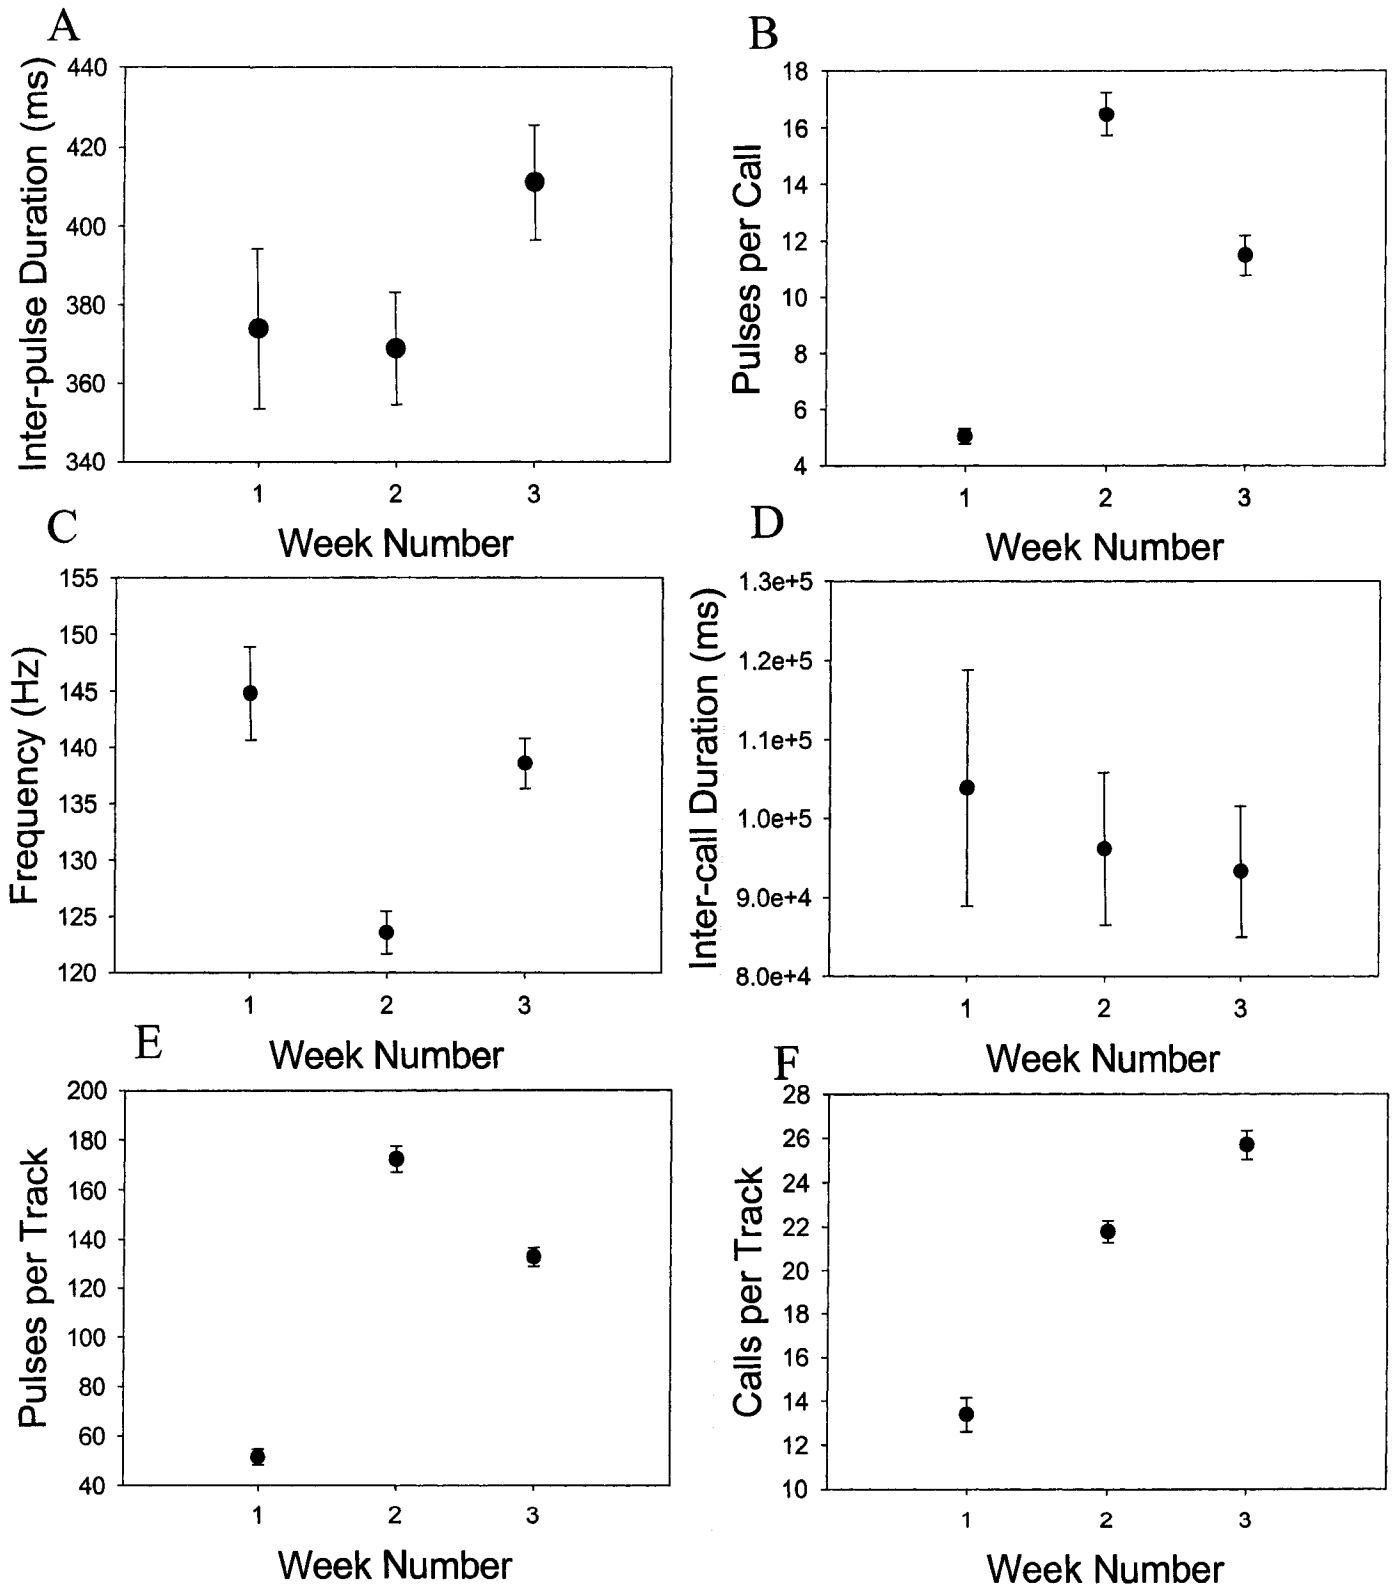 A
Inter-pulse Duration (ms)
440
420
400
380
360
340
1 2 3
Week Number
B
Pulses per Call
18
16
14
12
10
8
6
4
1 2 3
Week Number
C
Frequency (Hz)
155
150
145
140
135
130
125
120
1 2 3
Week Number
D
Inter-call Duration (ms)
1.3e+5
1.2e+5
1.1e+5
1.0e+5
9.0e+4
8.0e+4
1 2 3
Week Number
E
Pulses per Track
200
180
160
140
120
100
80
60
40
1 2 3
Week Number
F
Calls per Track
28
26
24
22
20
18
16
14
12
10
1 2 3
Week Number